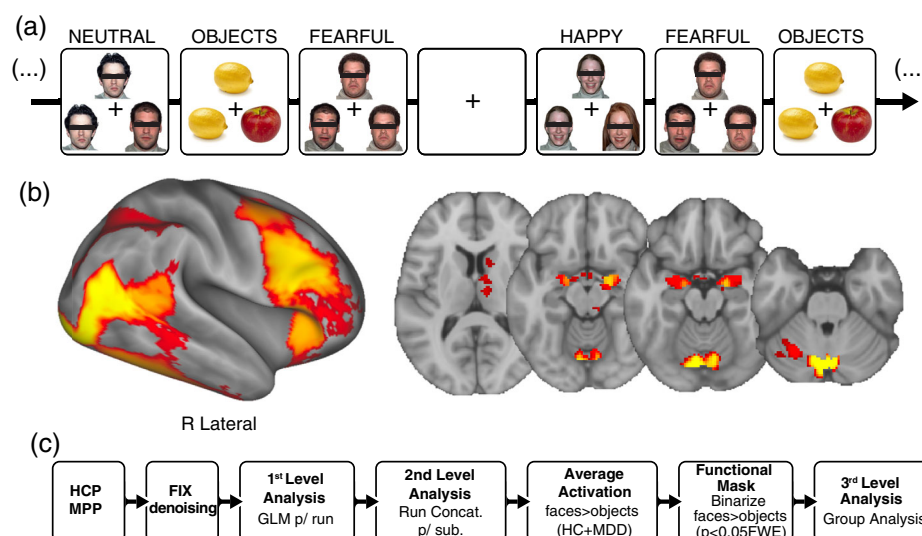 (a)
NEUTRAL OBJECTS FEARFUL HAPPY FEARFUL OBJECTS
(...) (...
+ + + + + + +
(b)
R Lateral
(c)
HCP
MPP
FIX
denoising
1st Level
Analysis
GLM p/ run
2nd Level
Analysis
Run Concat.
p/ sub.
Average
Activation
faces>objects
(HC+MDD)
Functional
Mask
Binarize
faces>objects
(p<0.05FWE)
3rd Level
Analysis
Group Analysis